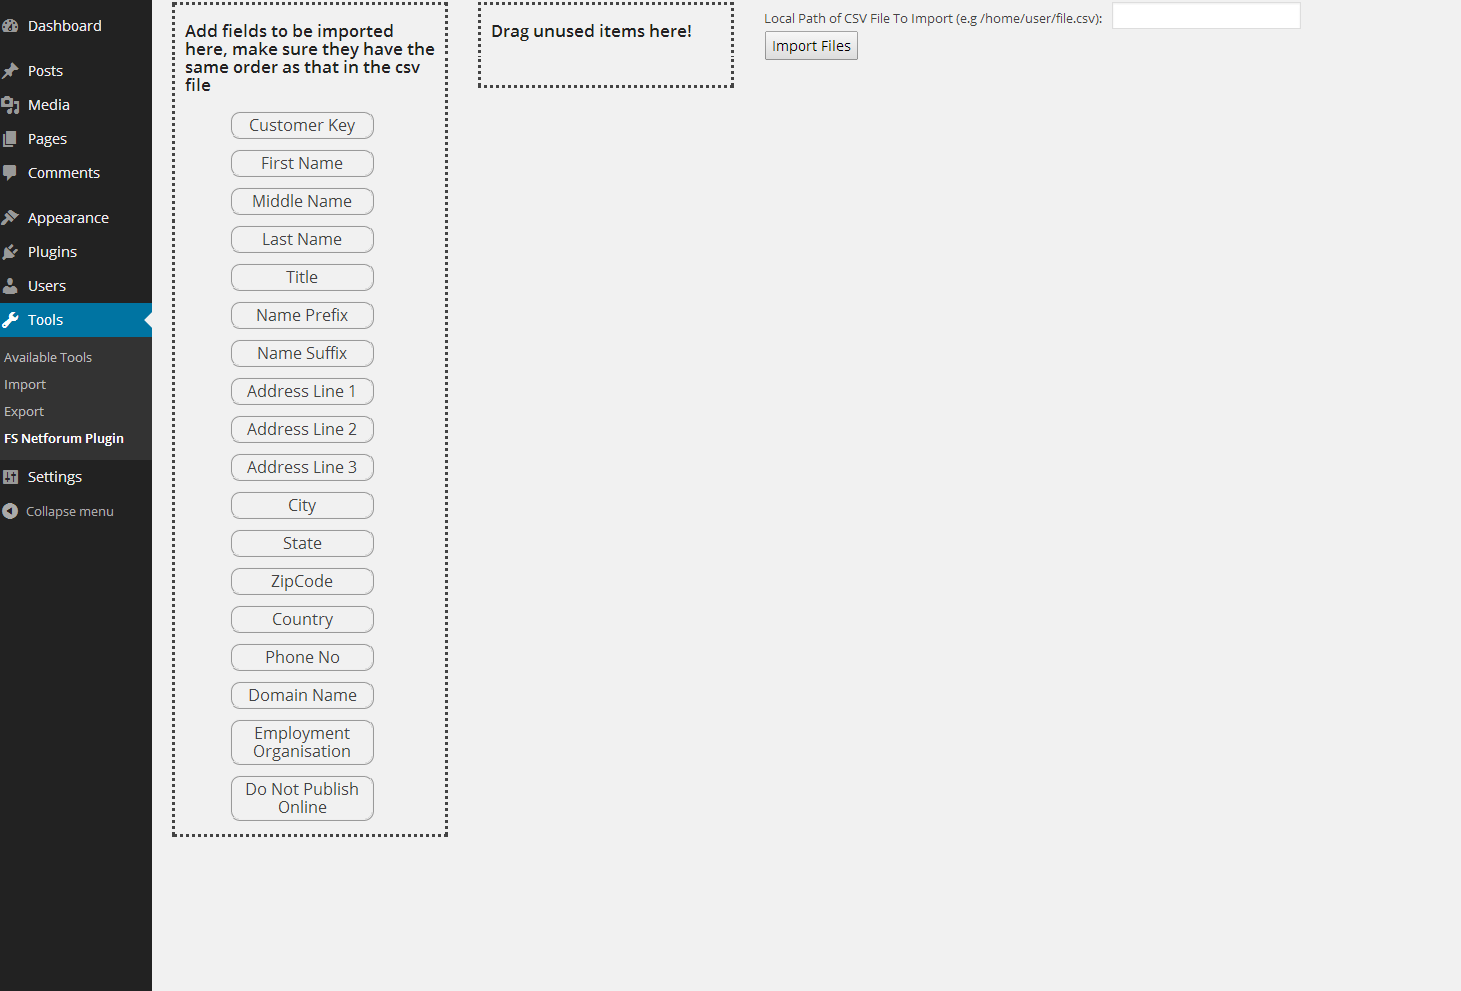 Dashboard
Posts
Media
Pages
Comments
Appearance
Plugins
Users
Tools
Available Tools
Import
Export
FS Netforum Plugin
Settings
Collapse menu
Add fields to be imported
here, make sure they have the
same order as that in the csv
file
Customer Key
First Name
Middle Name
Last Name
Title
Name Prefix
Name Suffix
Address Line 1
Address Line 2
Address Line 3
City
State
ZipCode
Country
Phone No
Domain Name
Employment
Organisation
Do Not Publish
Online
Drag unused items here!
Local Path of CSV File To Import (e.g /home/user/file.csv):
Import Files